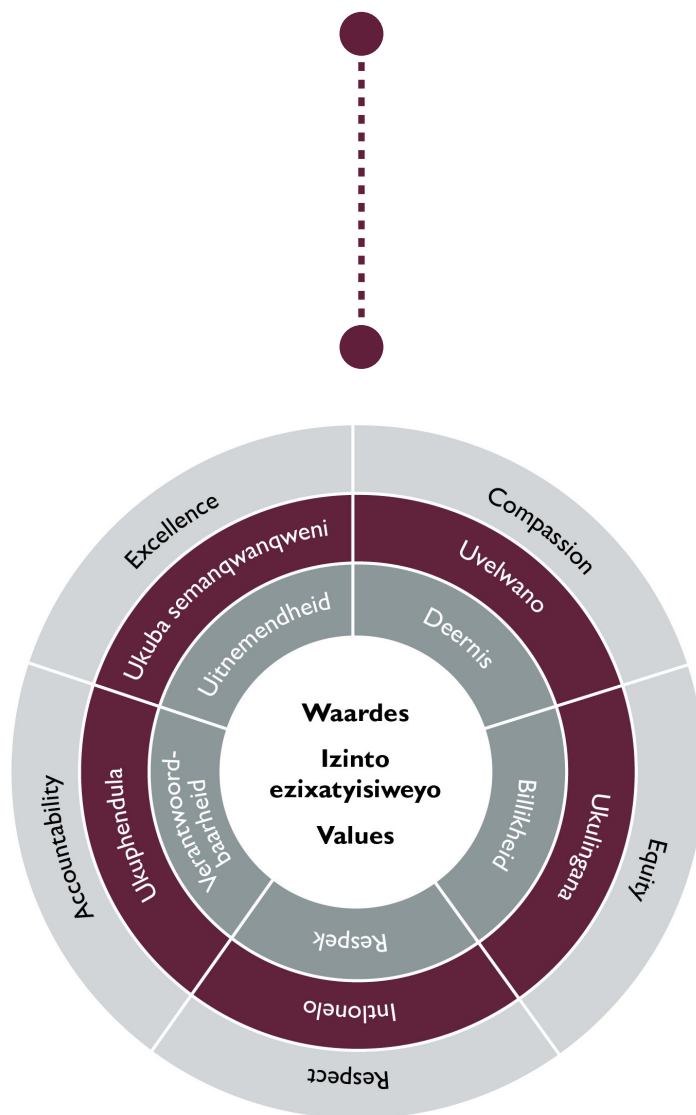 Excellence
Compassion
Equity
Respect
Accountability
Ukuba semanqwanqweni
Uvelwano
Ukulingana
Intlonelo
Ukuphendula
Uitnemendheid
Deernis
Billikheid
Respek
Verantwoord-
baarheid
Waardes
Izinto
ezixatyisiweyo
Values